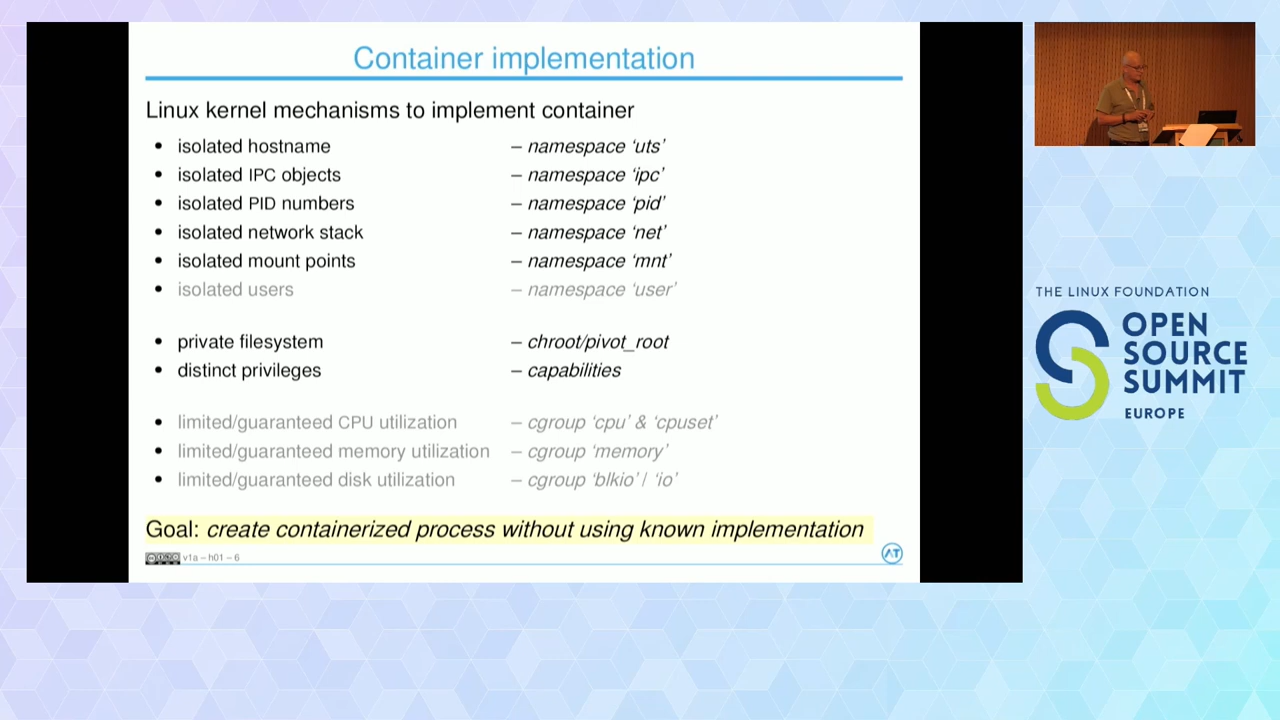 Container implementation
Linux kernel mechanisms to implement container
• isolated hostname – namespace ‘uts’
• isolated IPC objects – namespace ‘ipc’
• isolated PID numbers – namespace ‘pid’
• isolated network stack – namespace ‘net’
• isolated mount points – namespace ‘mnt’
• isolated users – namespace ‘user’
• private filesystem – chroot/pivot_root
• distinct privileges – capabilities
• limited/guaranteed CPU utilization – cgroup ‘cpu’ & ‘cpuset’
• limited/guaranteed memory utilization – cgroup ‘memory’
• limited/guaranteed disk utilization – cgroup ‘blkio’ / ‘io’
Goal: create containerized process without using known implementation
v1a – h01 – 6
AT
THE LINUX FOUNDATION
OPEN
SOURCE
SUMMIT
EUROPE